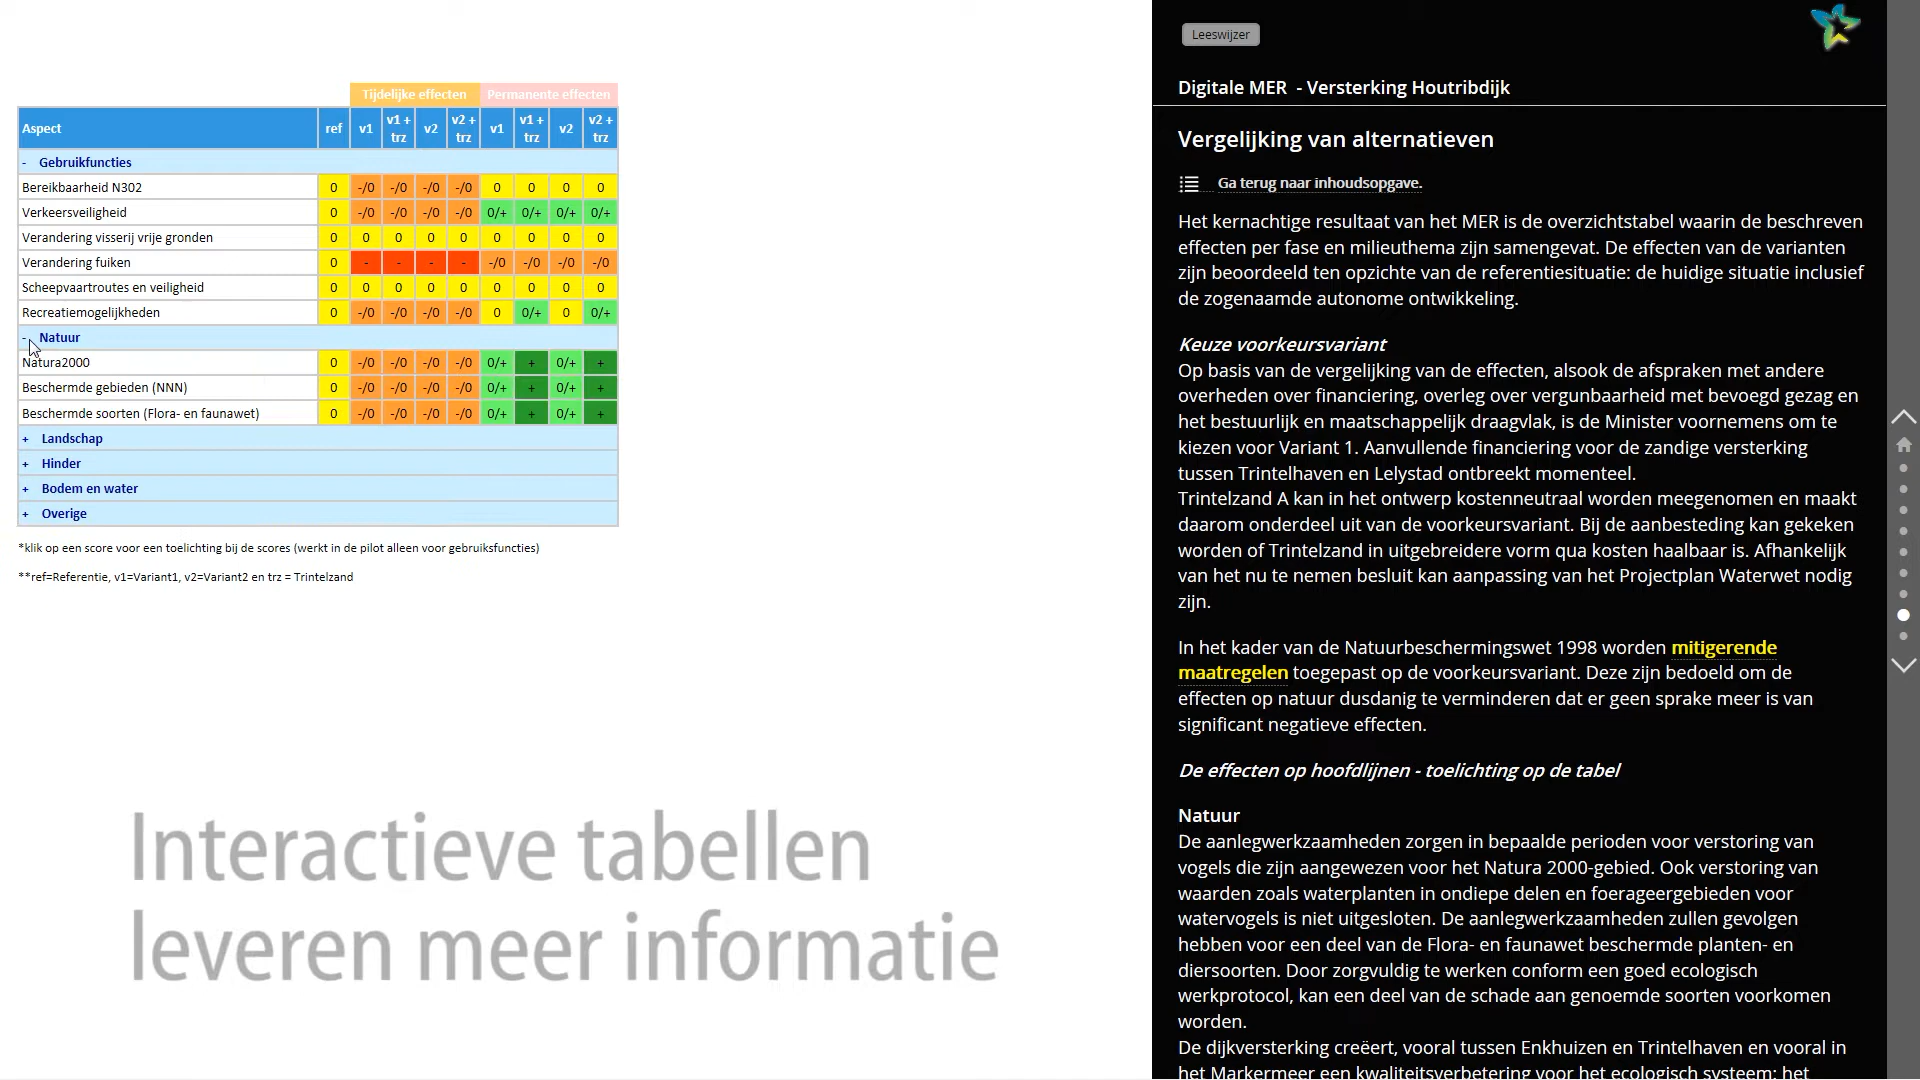 Tijdelijke effecten Permanente effecten
Aspect ref v1 v1 + trz v2 v2 + trz v1 v1 + trz v2 v2 + trz
- Gebruikfuncties
Bereikbaarheid N302 0 -/0 -/0 -/0 -/0 0 0 0 0
Verkeersveiligheid 0 -/0 -/0 -/0 -/0 0/+ 0/+ 0/+ 0/+
Verandering visserij vrije gronden 0 0 0 0 0 0 0 0 0
Verandering fuiken 0 - - - - -/0 -/0 -/0 -/0
Scheepvaartroutes en veiligheid 0 0 0 0 0 0 0 0 0
Recreatiemogelijkheden 0 -/0 -/0 -/0 -/0 0 0/+ 0 0/+
- Natuur
Natura2000 0 -/0 -/0 -/0 -/0 0/+ + 0/+ +
Beschermde gebieden (NNN) 0 -/0 -/0 -/0 -/0 0/+ + 0/+ +
Beschermde soorten (Flora- en faunawet) 0 -/0 -/0 -/0 -/0 0/+ + 0/+ +
+ Landschap
+ Hinder
+ Bodem en water
+ Overige
*klik op een score voor een toelichting bij de scores (werkt in de pilot alleen voor gebruiksfuncties)
**ref=Referentie, v1=Variant1, v2=Variant2 en trz = Trintelzand
Interactieve tabellen
leveren meer informatie
Leeswijzer
Digitale MER - Versterking Houtribdijk
Vergelijking van alternatieven
Ga terug naar inhoudsopgave.
Het kernachtige resultaat van het MER is de overzichtstabel waarin de beschreven
effecten per fase en milieuthema zijn samengevat. De effecten van de varianten
zijn beoordeeld ten opzichte van de referentiesituatie: de huidige situatie inclusief
de zogenaamde autonome ontwikkeling.
Keuze voorkeursvariant
Op basis van de vergelijking van de effecten, alsook de afspraken met andere
overheden over financiering, overleg over vergunbaarheid met bevoegd gezag en
het bestuurlijk en maatschappelijk draagvlak, is de Minister voornemens om te
kiezen voor Variant 1. Aanvullende financiering voor de zandige versterking
tussen Trintelhaven en Lelystad ontbreekt momenteel.
Trintelzand A kan in het ontwerp kostenneutraal worden meegenomen en maakt
daarom onderdeel uit van de voorkeursvariant. Bij de aanbesteding kan gekeken
worden of Trintelzand in uitgebreidere vorm qua kosten haalbaar is. Afhankelijk
van het nu te nemen besluit kan aanpassing van het Projectplan Waterwet nodig
zijn.
In het kader van de Natuurbeschermingswet 1998 worden mitigerende
maatregelen toegepast op de voorkeursvariant. Deze zijn bedoeld om de
effecten op natuur dusdanig te verminderen dat er geen sprake meer is van
significant negatieve effecten.
De effecten op hoofdlijnen - toelichting op de tabel
Natuur
De aanlegwerkzaamheden zorgen in bepaalde perioden voor verstoring van
vogels die zijn aangewezen voor het Natura 2000-gebied. Ook verstoring van
waarden zoals waterplanten in ondiepe delen en foerageergebieden voor
watervogels is niet uitgesloten. De aanlegwerkzaamheden zullen gevolgen
hebben voor een deel van de Flora- en faunawet beschermde planten- en
diersoorten. Door zorgvuldig te werken conform een goed ecologisch
werkprotocol, kan een deel van de schade aan genoemde soorten voorkomen
worden.
De dijkversterking creëert, vooral tussen Enkhuizen en Trintelhaven en vooral in
het Markermeer een kwaliteitsverbetering voor het ecologisch systeem: het